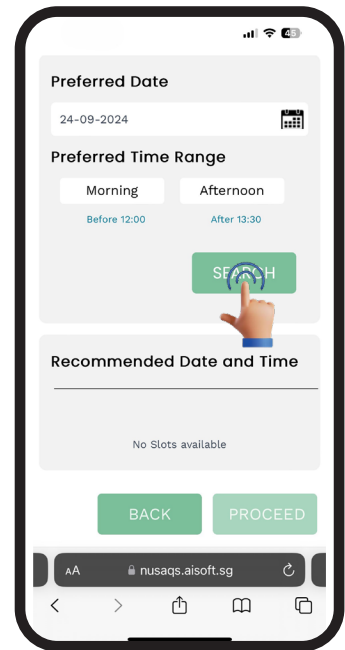 45
Preferred Date
24-09-2024
Preferred Time Range
Morning Afternoon
Before 12:00 After 13:30
SEARCH
Recommended Date and Time
No Slots available
BACK PROCEED
AA nusaqs.aisoft.sg